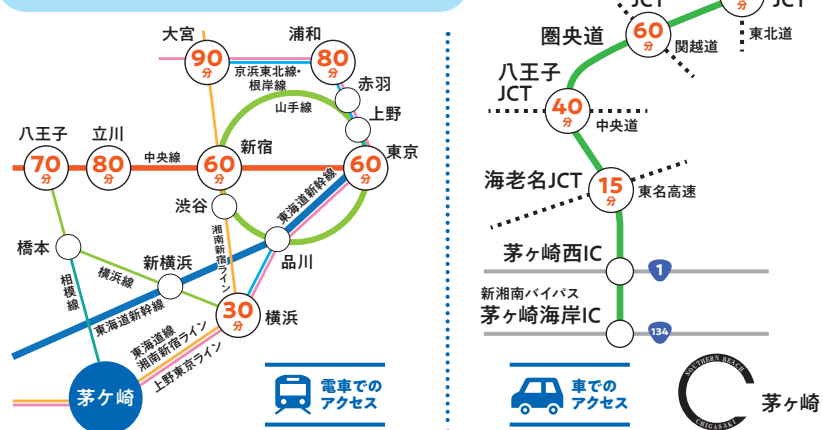 大宮
90
分
浦和
80
分
京浜東北線・
根岸線
赤羽
山手線
上野
八王子
70
分
立川
80
分
中央線
新宿
60
分
東京
60
分
渋谷
東海道新幹線
湘南新宿ライン
品川
橋本
相模線
横浜線
新横浜
東海道新幹線
30
分
横浜
東海道線
湘南新宿ライン
上野東京ライン
茅ケ崎
電車での
アクセス
JCT
JCT
分
東北道
圏央道
60
分
関越道
八王子
JCT
40
分
中央道
海老名JCT
15
分
東名高速
茅ヶ崎西IC
1
新湘南バイパス
茅ヶ崎海岸IC
134
車での
アクセス
SOUTHERN BEACH
CHIGASAKI
茅ヶ崎